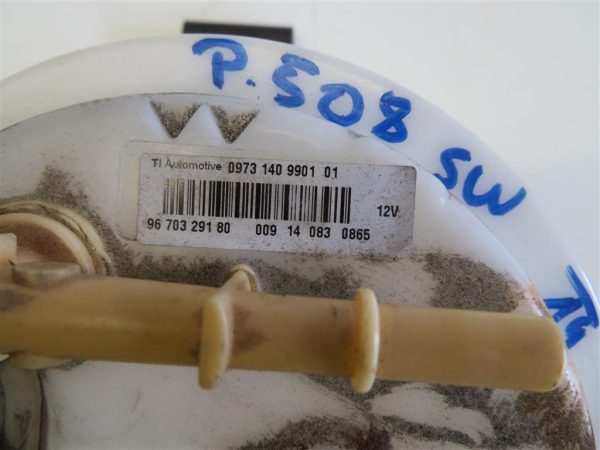 P.508 SW
TI Automotive 0973 140 9901 01
12V
96 703 291 80 009 14 083 0865